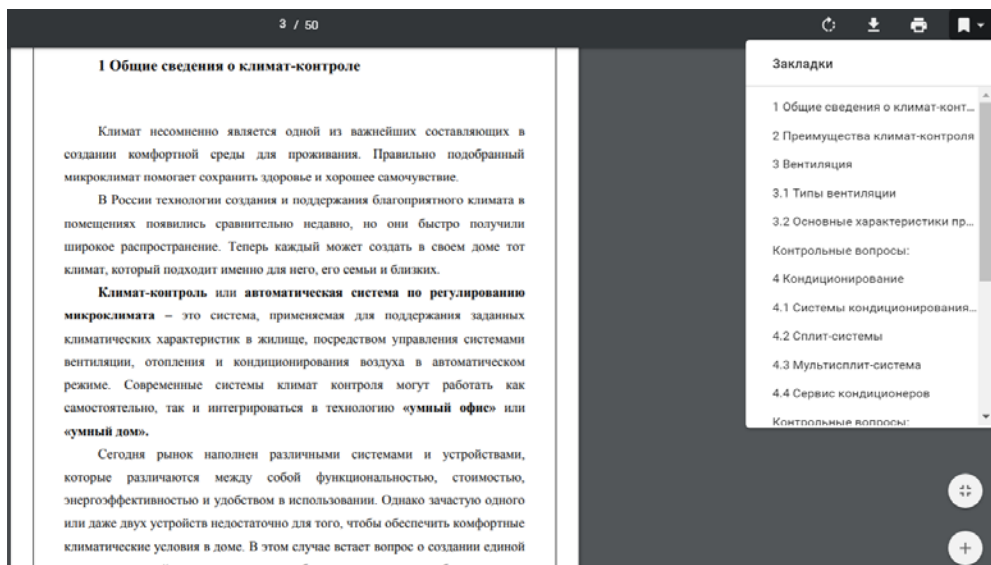 3 / 50
1 Общие сведения о климат-контроле
Климат несомненно является одной из важнейших составляющих в
создании комфортной среды для проживания. Правильно подобранный
микроклимат помогает сохранить здоровье и хорошее самочувствие.
В России технологии создания и поддержания благоприятного климата в
помещениях появились сравнительно недавно, но они быстро получили
широкое распространение. Теперь каждый может создать в своем доме тот
климат, который подходит именно для него, его семьи и близких.
Климат-контроль или автоматическая система по регулированию
микроклимата – это система, применяемая для поддержания заданных
климатических характеристик в жилище, посредством управления системами
вентиляции, отопления и кондиционирования воздуха в автоматическом
режиме. Современные системы климат контроля могут работать как
самостоятельно, так и интегрироваться в технологию «умный офис» или
«умный дом».
Сегодня рынок наполнен различными системами и устройствами,
которые различаются между собой функциональностью, стоимостью,
энергоэффективностью и удобством в использовании. Однако зачастую одного
или даже двух устройств недостаточно для того, чтобы обеспечить комфортные
климатические условия в доме. В этом случае встает вопрос о создании единой
Закладки
1 Общие сведения о климат-конт...
2 Преимущества климат-контроля
3 Вентиляция
3.1 Типы вентиляции
3.2 Основные характеристики пр...
Контрольные вопросы:
4 Кондиционирование
4.1 Системы кондиционирования...
4.2 Сплит-системы
4.3 Мультисплит-система
4.4 Сервис кондиционеров
Контрольные вопросы: